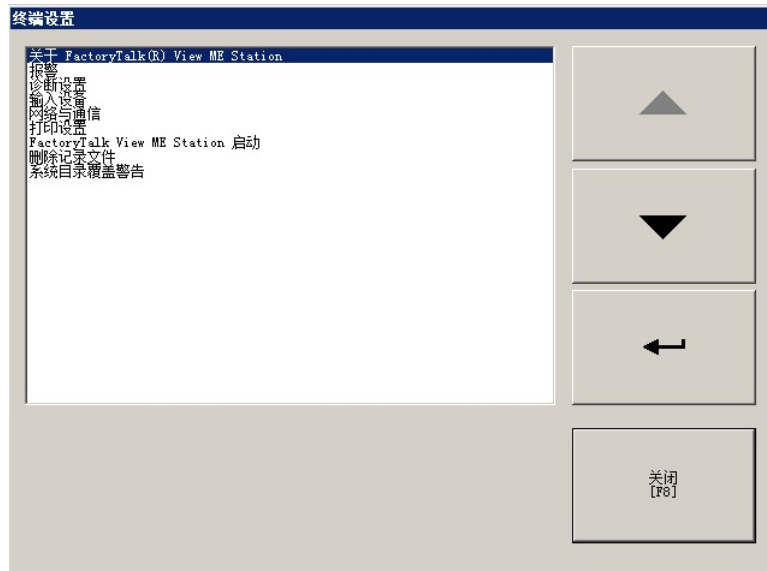 终端设置
关于 FactoryTalk(R) View ME Station
报警
诊断设置
输入设备
网络与通信
打印设置
FactoryTalk View ME Station 启动
删除记录文件
系统目录覆盖警告
关闭
[F8]